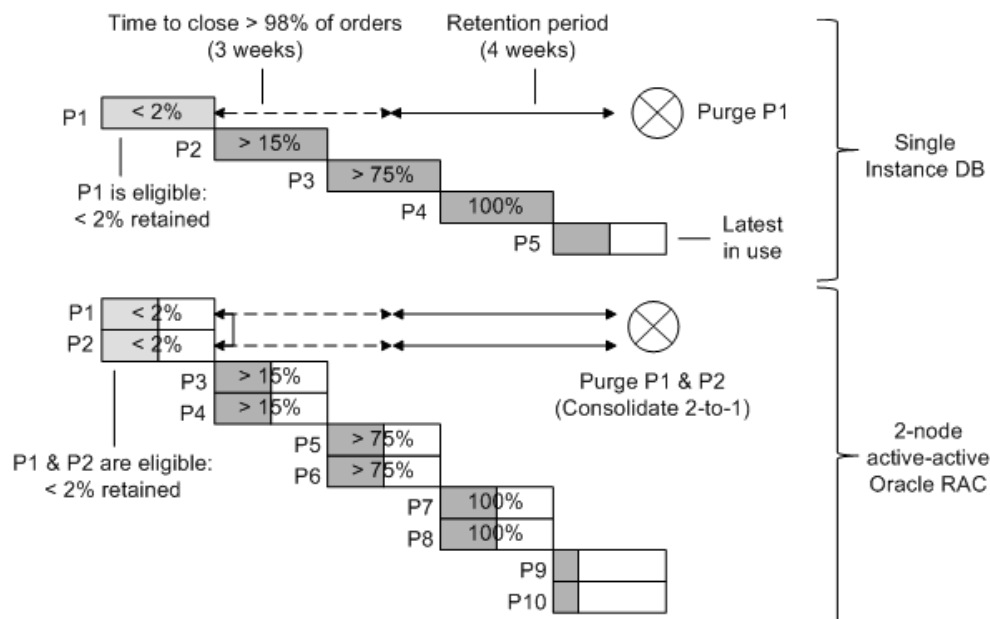 Time to close > 98% of orders
(3 weeks)
Retention period
(4 weeks)
P1
< 2%
Purge P1
P2
> 15%
P3
> 75%
P1 is eligible:
< 2% retained
P4
100%
P5
Latest
in use
Single
Instance DB
P1
< 2%
P2
< 2%
P3
> 15%
P4
> 15%
Purge P1 & P2
(Consolidate 2-to-1)
P5
> 75%
P6
> 75%
P1 & P2 are eligible:
< 2% retained
P7
100%
P8
100%
P9
P10
2-node
active-active
Oracle RAC